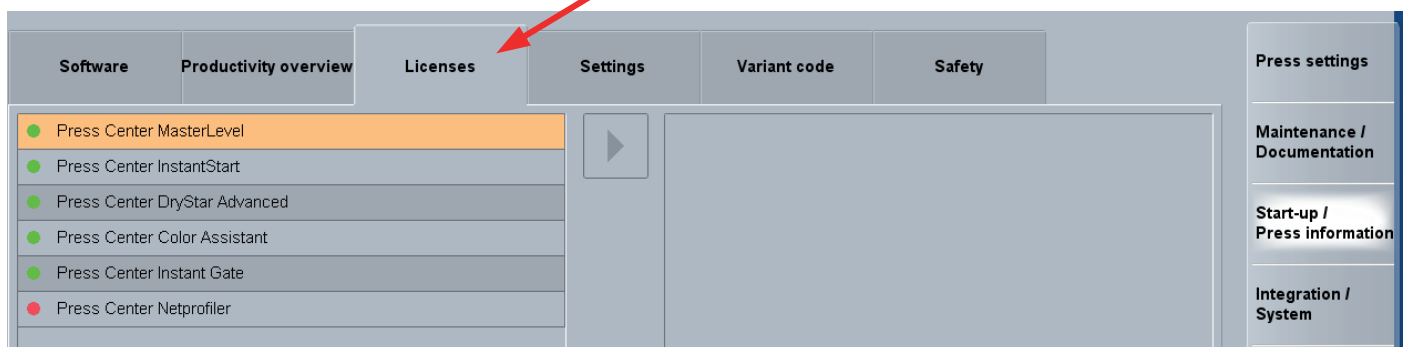 Software
Productivity overview
Licenses
Settings
Variant code
Safety
Press Center MasterLevel
Press Center InstantStart
Press Center DryStar Advanced
Press Center Color Assistant
Press Center Instant Gate
Press Center Netprofiler
Press settings
Maintenance /
Documentation
Start-up /
Press information
Integration /
System